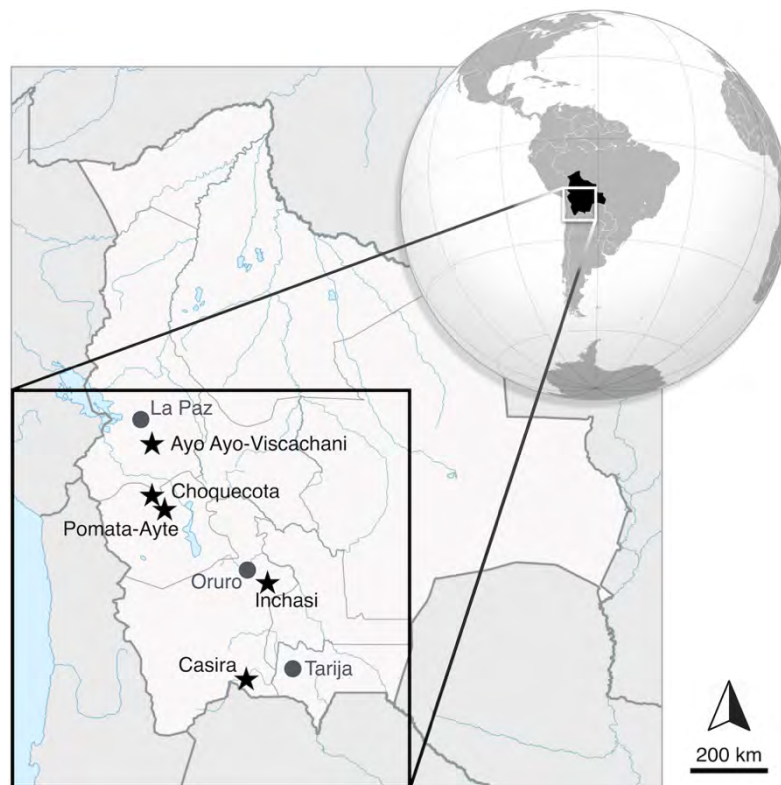 La Paz
Ayo Ayo-Viscachani
Choquecota
Pomata-Ayte
Oruro
Inchasi
Casira
Tarija
200 km